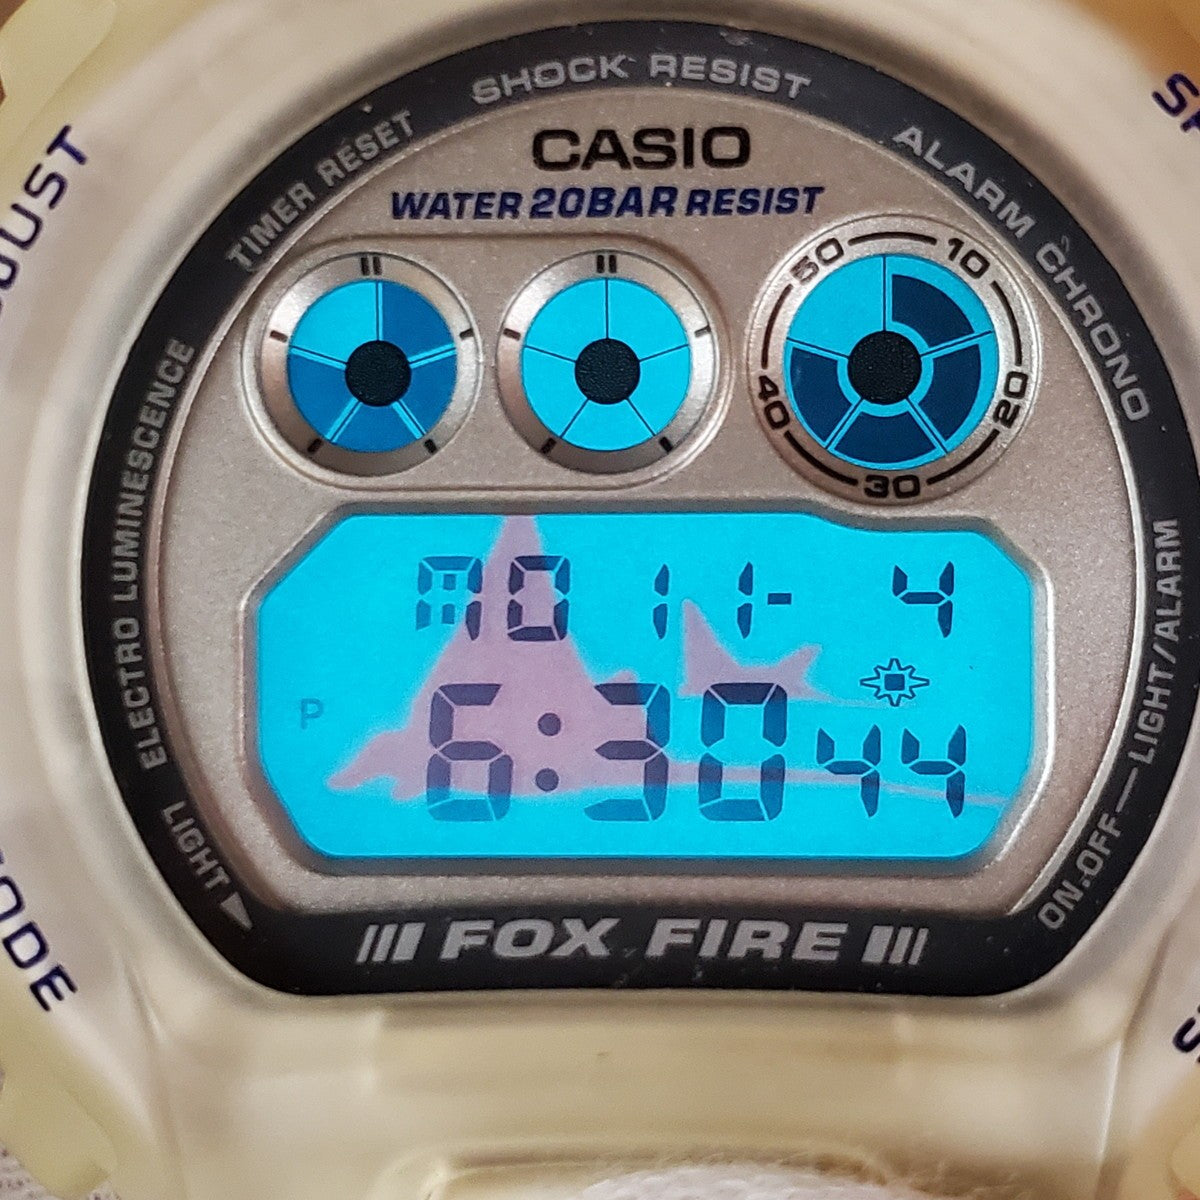 SHOCK RESIST
TIMER RESET
ALARM CHRONO
CASIO
WATER 20BAR RESIST
50 10
40 20
30
ELECTRO LUMINESCENCE
LIGHT/ALARM
ON.OFF
MO 11- 4
P
6:30 44
LIGHT
FOX FIRE